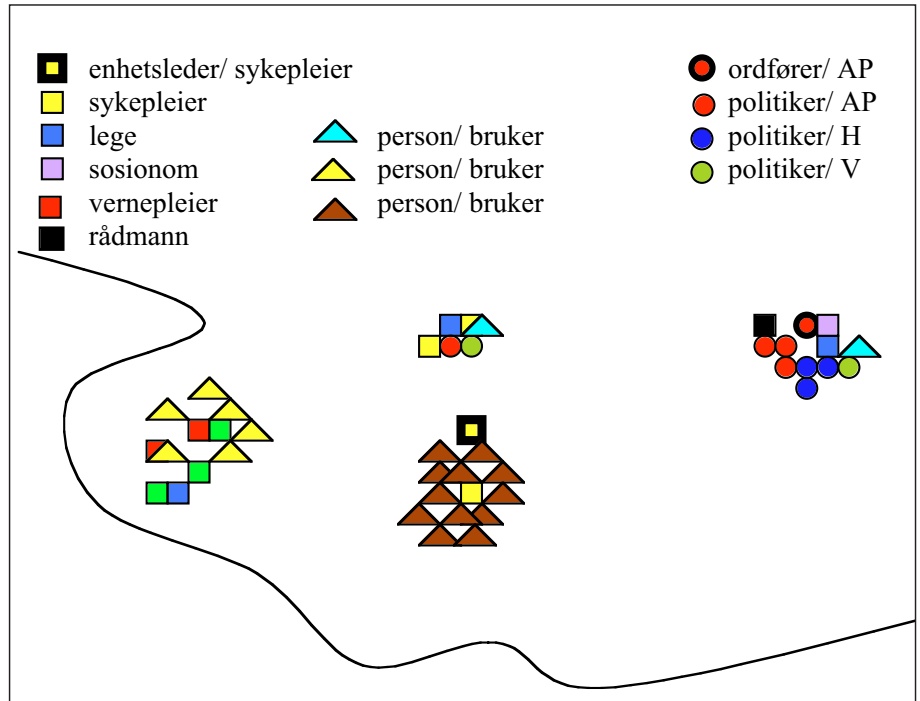 enhetsleder/ sykepleier
sykepleier
lege
sosionom
vernepleier
rådmann
person/ bruker
person/ bruker
person/ bruker
ordfører/ AP
politiker/ AP
politiker/ H
politiker/ V